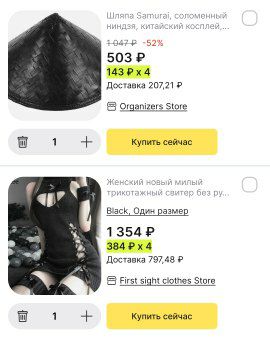 Шляпа Samurai, соломенный
ниндзя, китайский косплей,...
1 047 ₽ -52%
503 ₽
143 ₽ x 4
Доставка 207,21 ₽
Organizers Store
1
Купить сейчас
Женский новый милый
трикотажный свитер без ру...
Black, Один размер
1 354 ₽
384 ₽ x 4
Доставка 797,48 ₽
First sight clothes Store
1
Купить сейчас